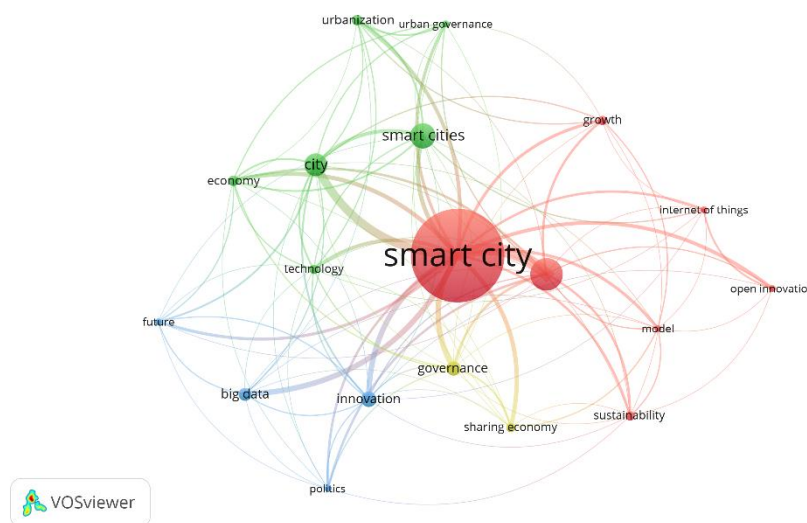 urbanization
urban governance
growth
smart cities
city
economy
internet of things
smart city
technology
open innovatio
future
model
governance
big data
innovation
sustainability
sharing economy
politics
VOSviewer